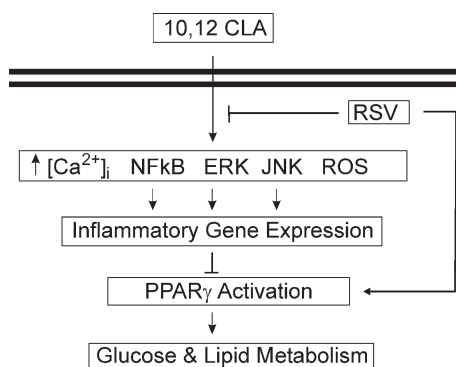 10,12 CLA
RSV
↑ [Ca²⁺]ᵢ NFkB ERK JNK ROS
Inflammatory Gene Expression
PPARγ Activation
Glucose & Lipid Metabolism